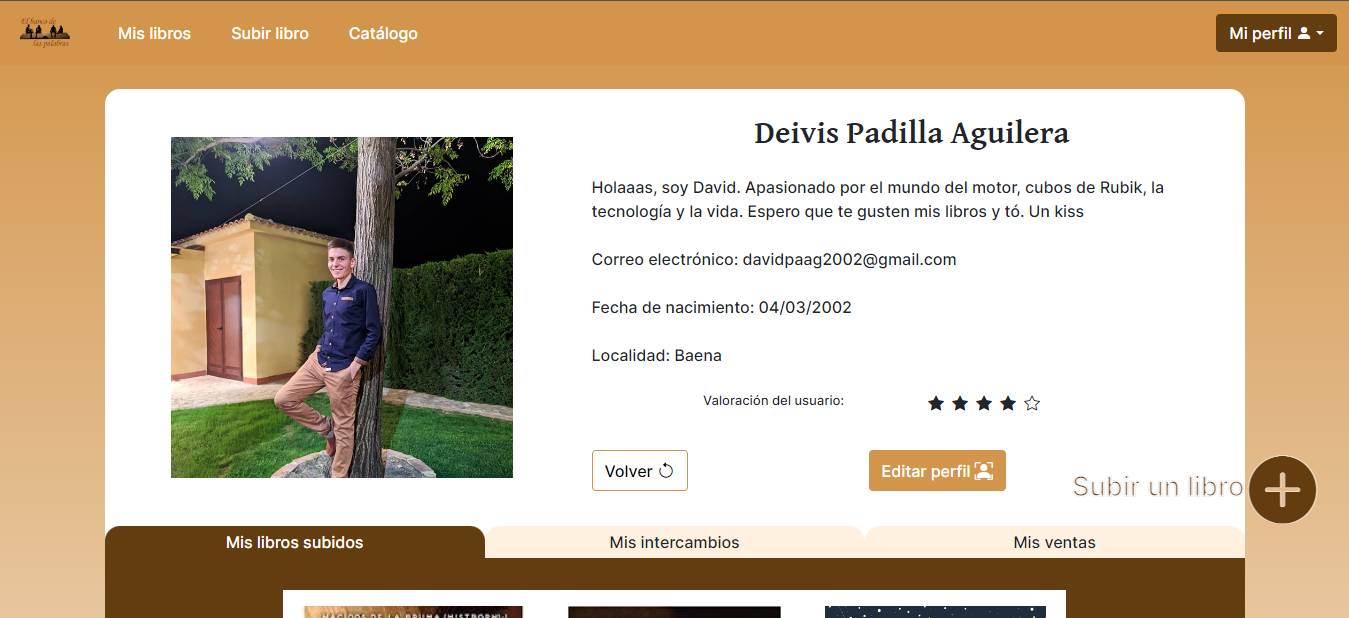 El banco de
las palabras
Mis libros
Subir libro
Catálogo
Mi perfil
Deivis Padilla Aguilera
Holaaas, soy David. Apasionado por el mundo del motor, cubos de Rubik, la
tecnología y la vida. Espero que te gusten mis libros y tó. Un kiss
Correo electrónico: davidpaag2002@gmail.com
Fecha de nacimiento: 04/03/2002
Localidad: Baena
Valoración del usuario:
Volver
Editar perfil
Subir un libro
Mis libros subidos
Mis intercambios
Mis ventas
NACIDOS DE LA BRUMA (MISTBORN) I